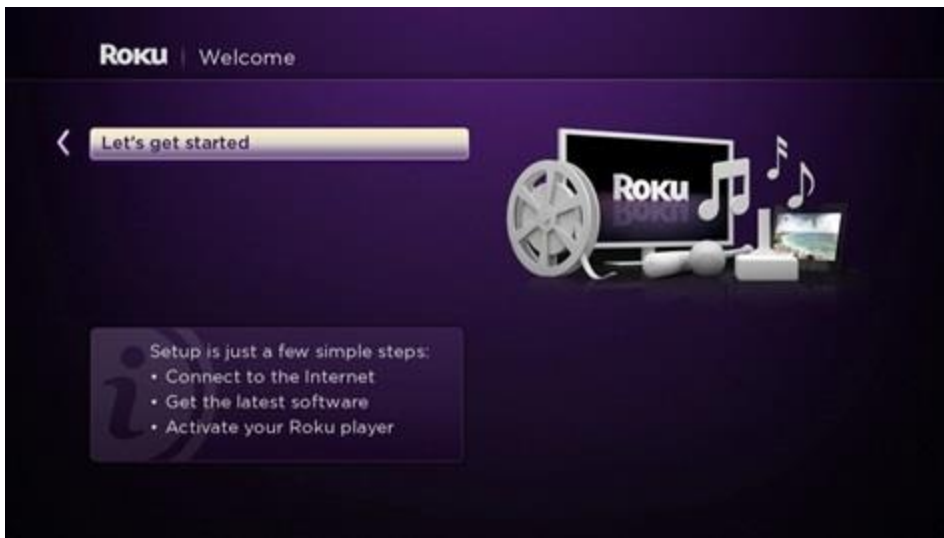 Roku | Welcome
Let's get started
Roku
Setup is just a few simple steps:
• Connect to the Internet
• Get the latest software
• Activate your Roku player